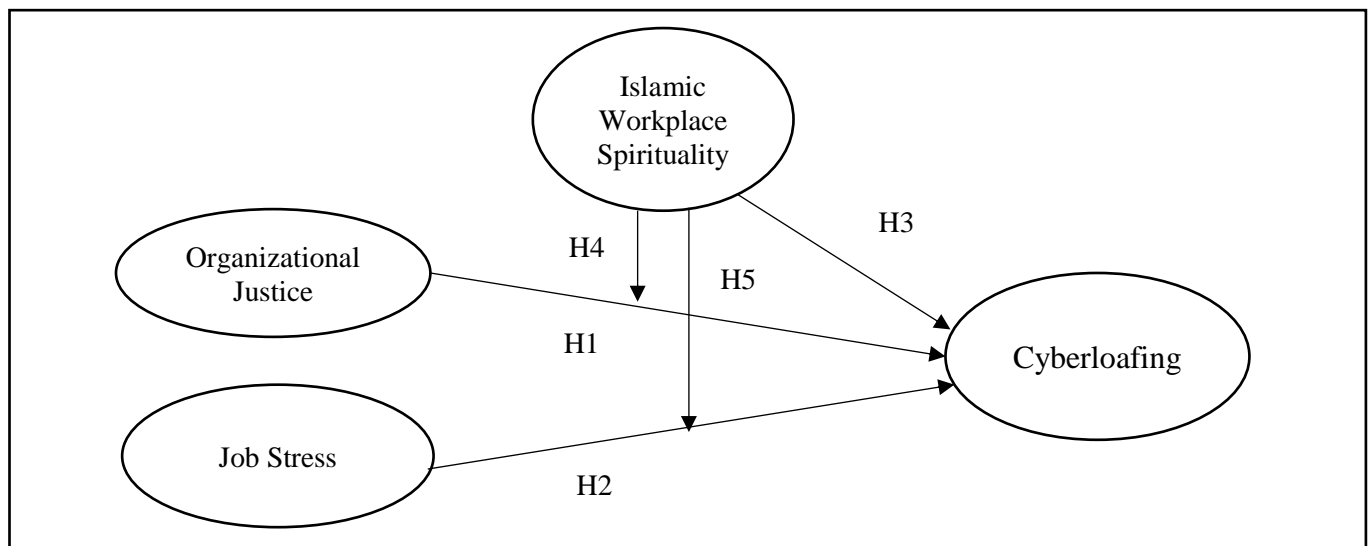 Islamic
Workplace
Spirituality
H3
H4
Organizational
Justice
H5
H1
Cyberloafing
Job Stress
H2